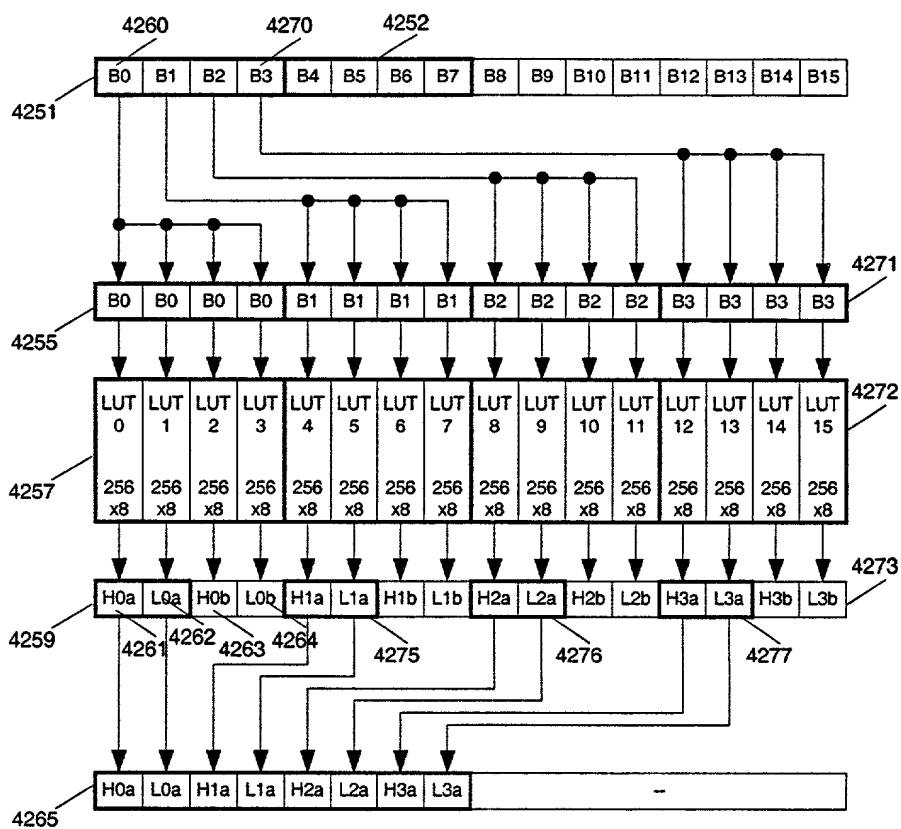 4260 4270 4252
B0 B1 B2 B3 B4 B5 B6 B7 B8 B9 B10 B11 B12 B13 B14 B15
4251
4271
B0 B0 B0 B0 B1 B1 B1 B1 B2 B2 B2 B2 B3 B3 B3 B3
4255
4272
LUT LUT LUT LUT LUT LUT LUT LUT LUT LUT LUT LUT LUT LUT LUT LUT
0 1 2 3 4 5 6 7 8 9 10 11 12 13 14 15
4257
256 256 256 256 256 256 256 256 256 256 256 256 256 256 256 256
x8 x8 x8 x8 x8 x8 x8 x8 x8 x8 x8 x8 x8 x8 x8 x8
4273
H0a L0a H0b L0b H1a L1a H1b L1b H2a L2a H2b L2b H3a L3a H3b L3b
4259
4261 4262 4263 4264 4275 4276 4277
H0a L0a H1a L1a H2a L2a H3a L3a --
4265